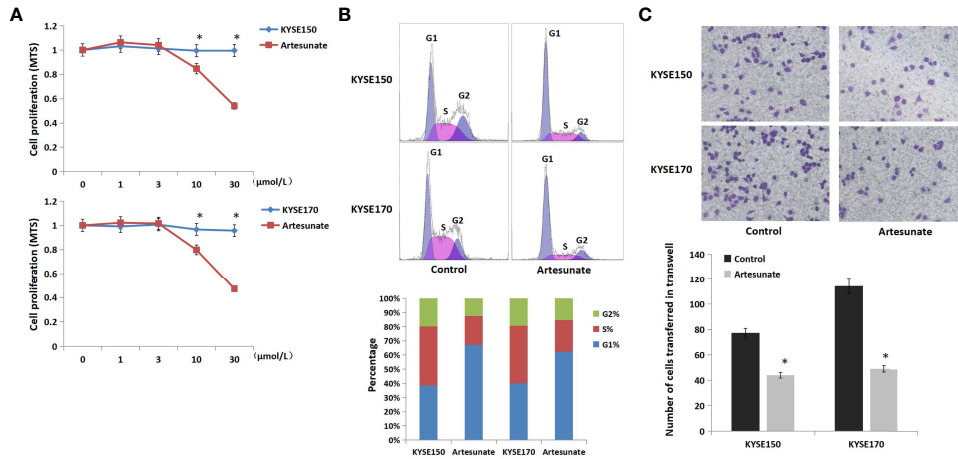 A
KYSE150
Artesunate
Cell proliferation (MTS)
1.2
1
0.8
0.6
0.4
0.2
0
* *
0 1 3 10 30 (μmol/L)
KYSE170
Artesunate
Cell proliferation (MTS)
1.2
1
0.8
0.6
0.4
0.2
0
* *
0 1 3 10 30 (μmol/L)
B
KYSE150
G1
S
G2
G1
S
G2
KYSE170
G1
S
G2
G1
S
G2
Control Artesunate
Percentage
100%
90%
80%
70%
60%
50%
40%
30%
20%
10%
0%
G2%
S%
G1%
KYSE150 Artesunate KYSE170 Artesunate
C
KYSE150
KYSE170
Control Artesunate
Number of cells transferred in transwell
140
120
100
80
60
40
20
0
Control
Artesunate
*
*
KYSE150 KYSE170